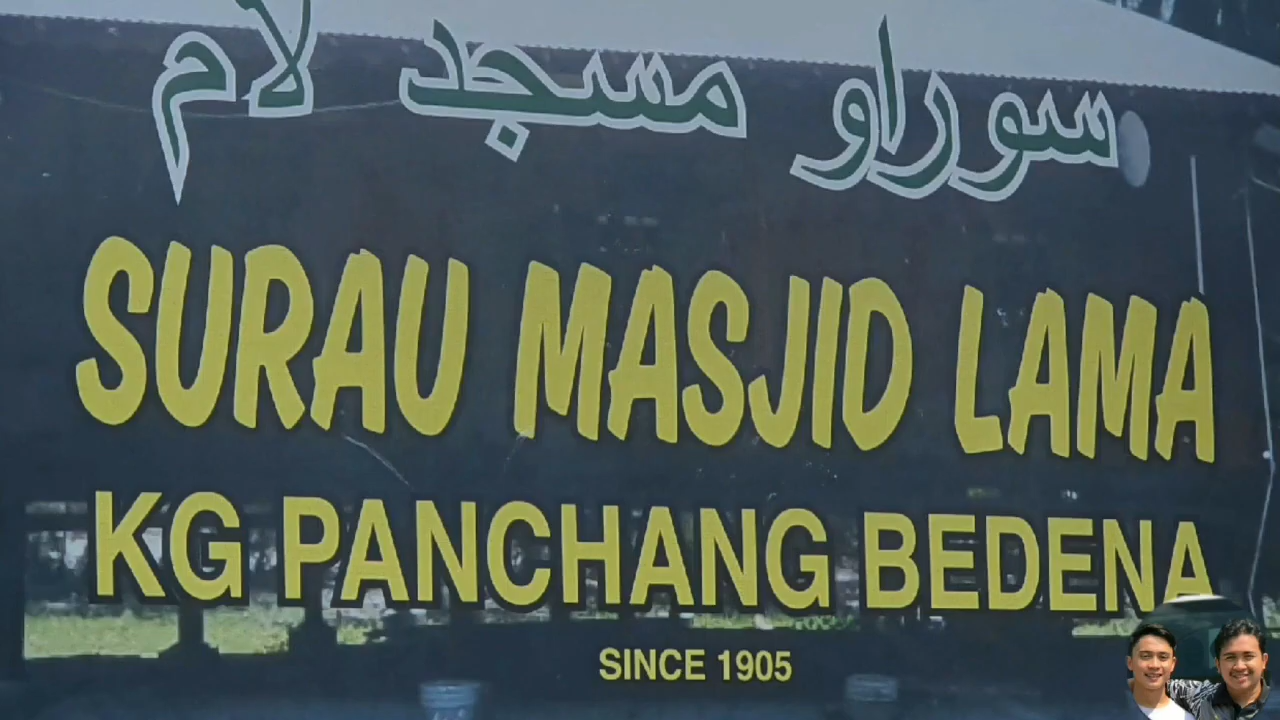 سوراو مسجد لام
SURAU MASJID LAMA
KG PANCHANG BEDENA
SINCE 1905